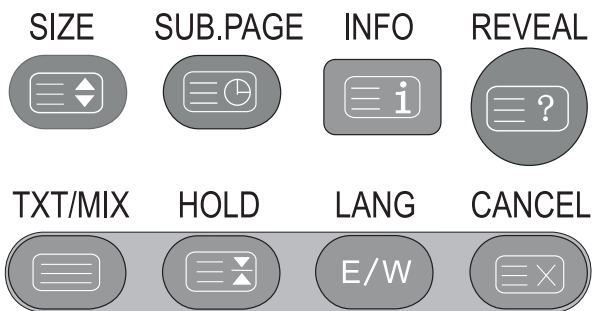 SIZE SUB.PAGE INFO REVEAL
i ?
TXT/MIX HOLD LANG CANCEL
E/W